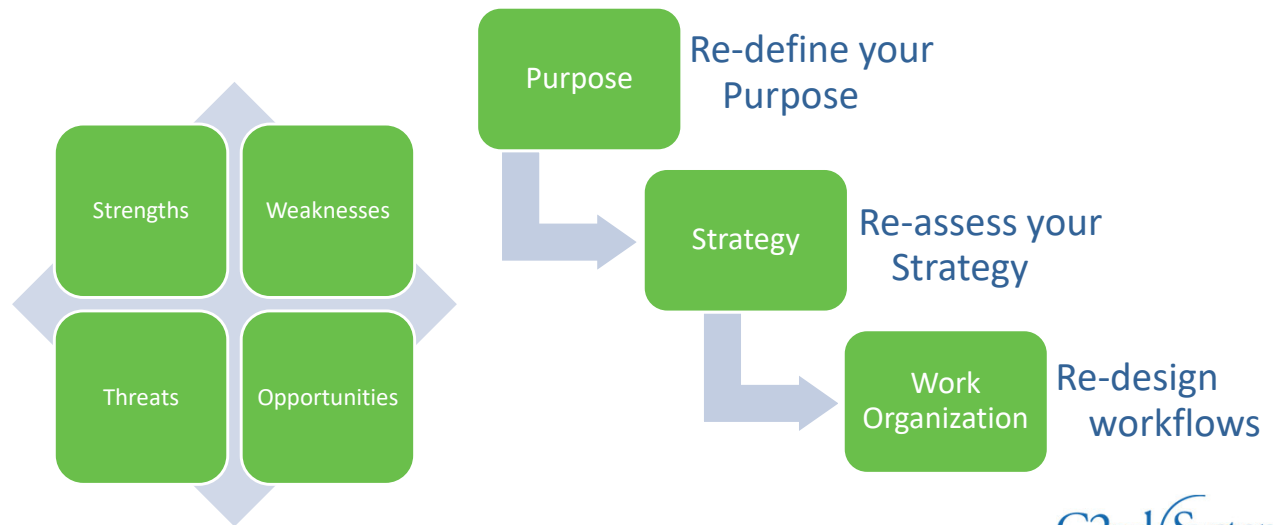 Strengths
Weaknesses
Threats
Opportunities
Purpose
Re-define your
Purpose
Strategy
Re-assess your
Strategy
Work
Organization
Re-design
workflows